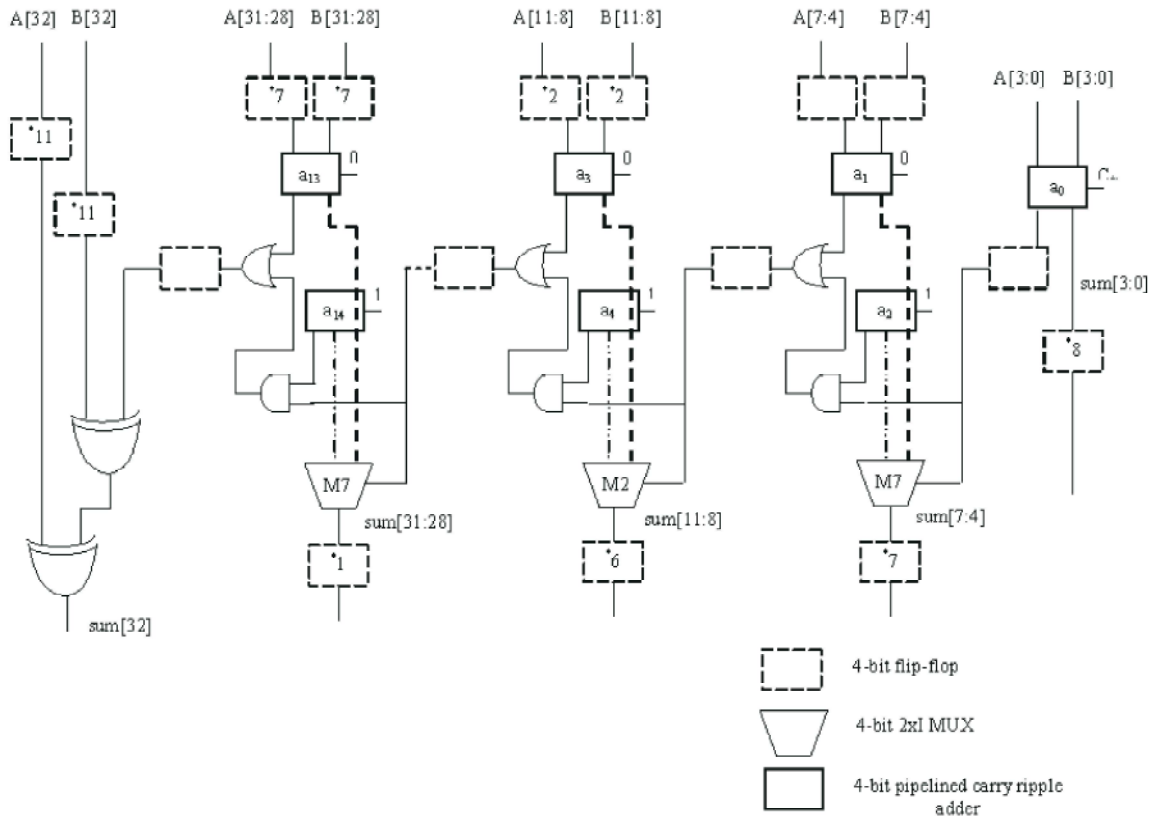 A[32] B[32] A[31:28] B[31:28] A[11:8] B[11:8] A[7:4] B[7:4]
A[3:0] B[3:0]
*7 *7 *2 *2
*11
a13 0 a3 0 a1 0
a0
*11
sum[3:0]
a14 1 a4 1 a2 1
*8
M7 M2 M7
sum[31:28] sum[11:8] sum[7:4]
*1 *6 *7
sum[32]
4-bit flip-flop
4-bit 2xI MUX
4-bit pipelined carry ripple
adder